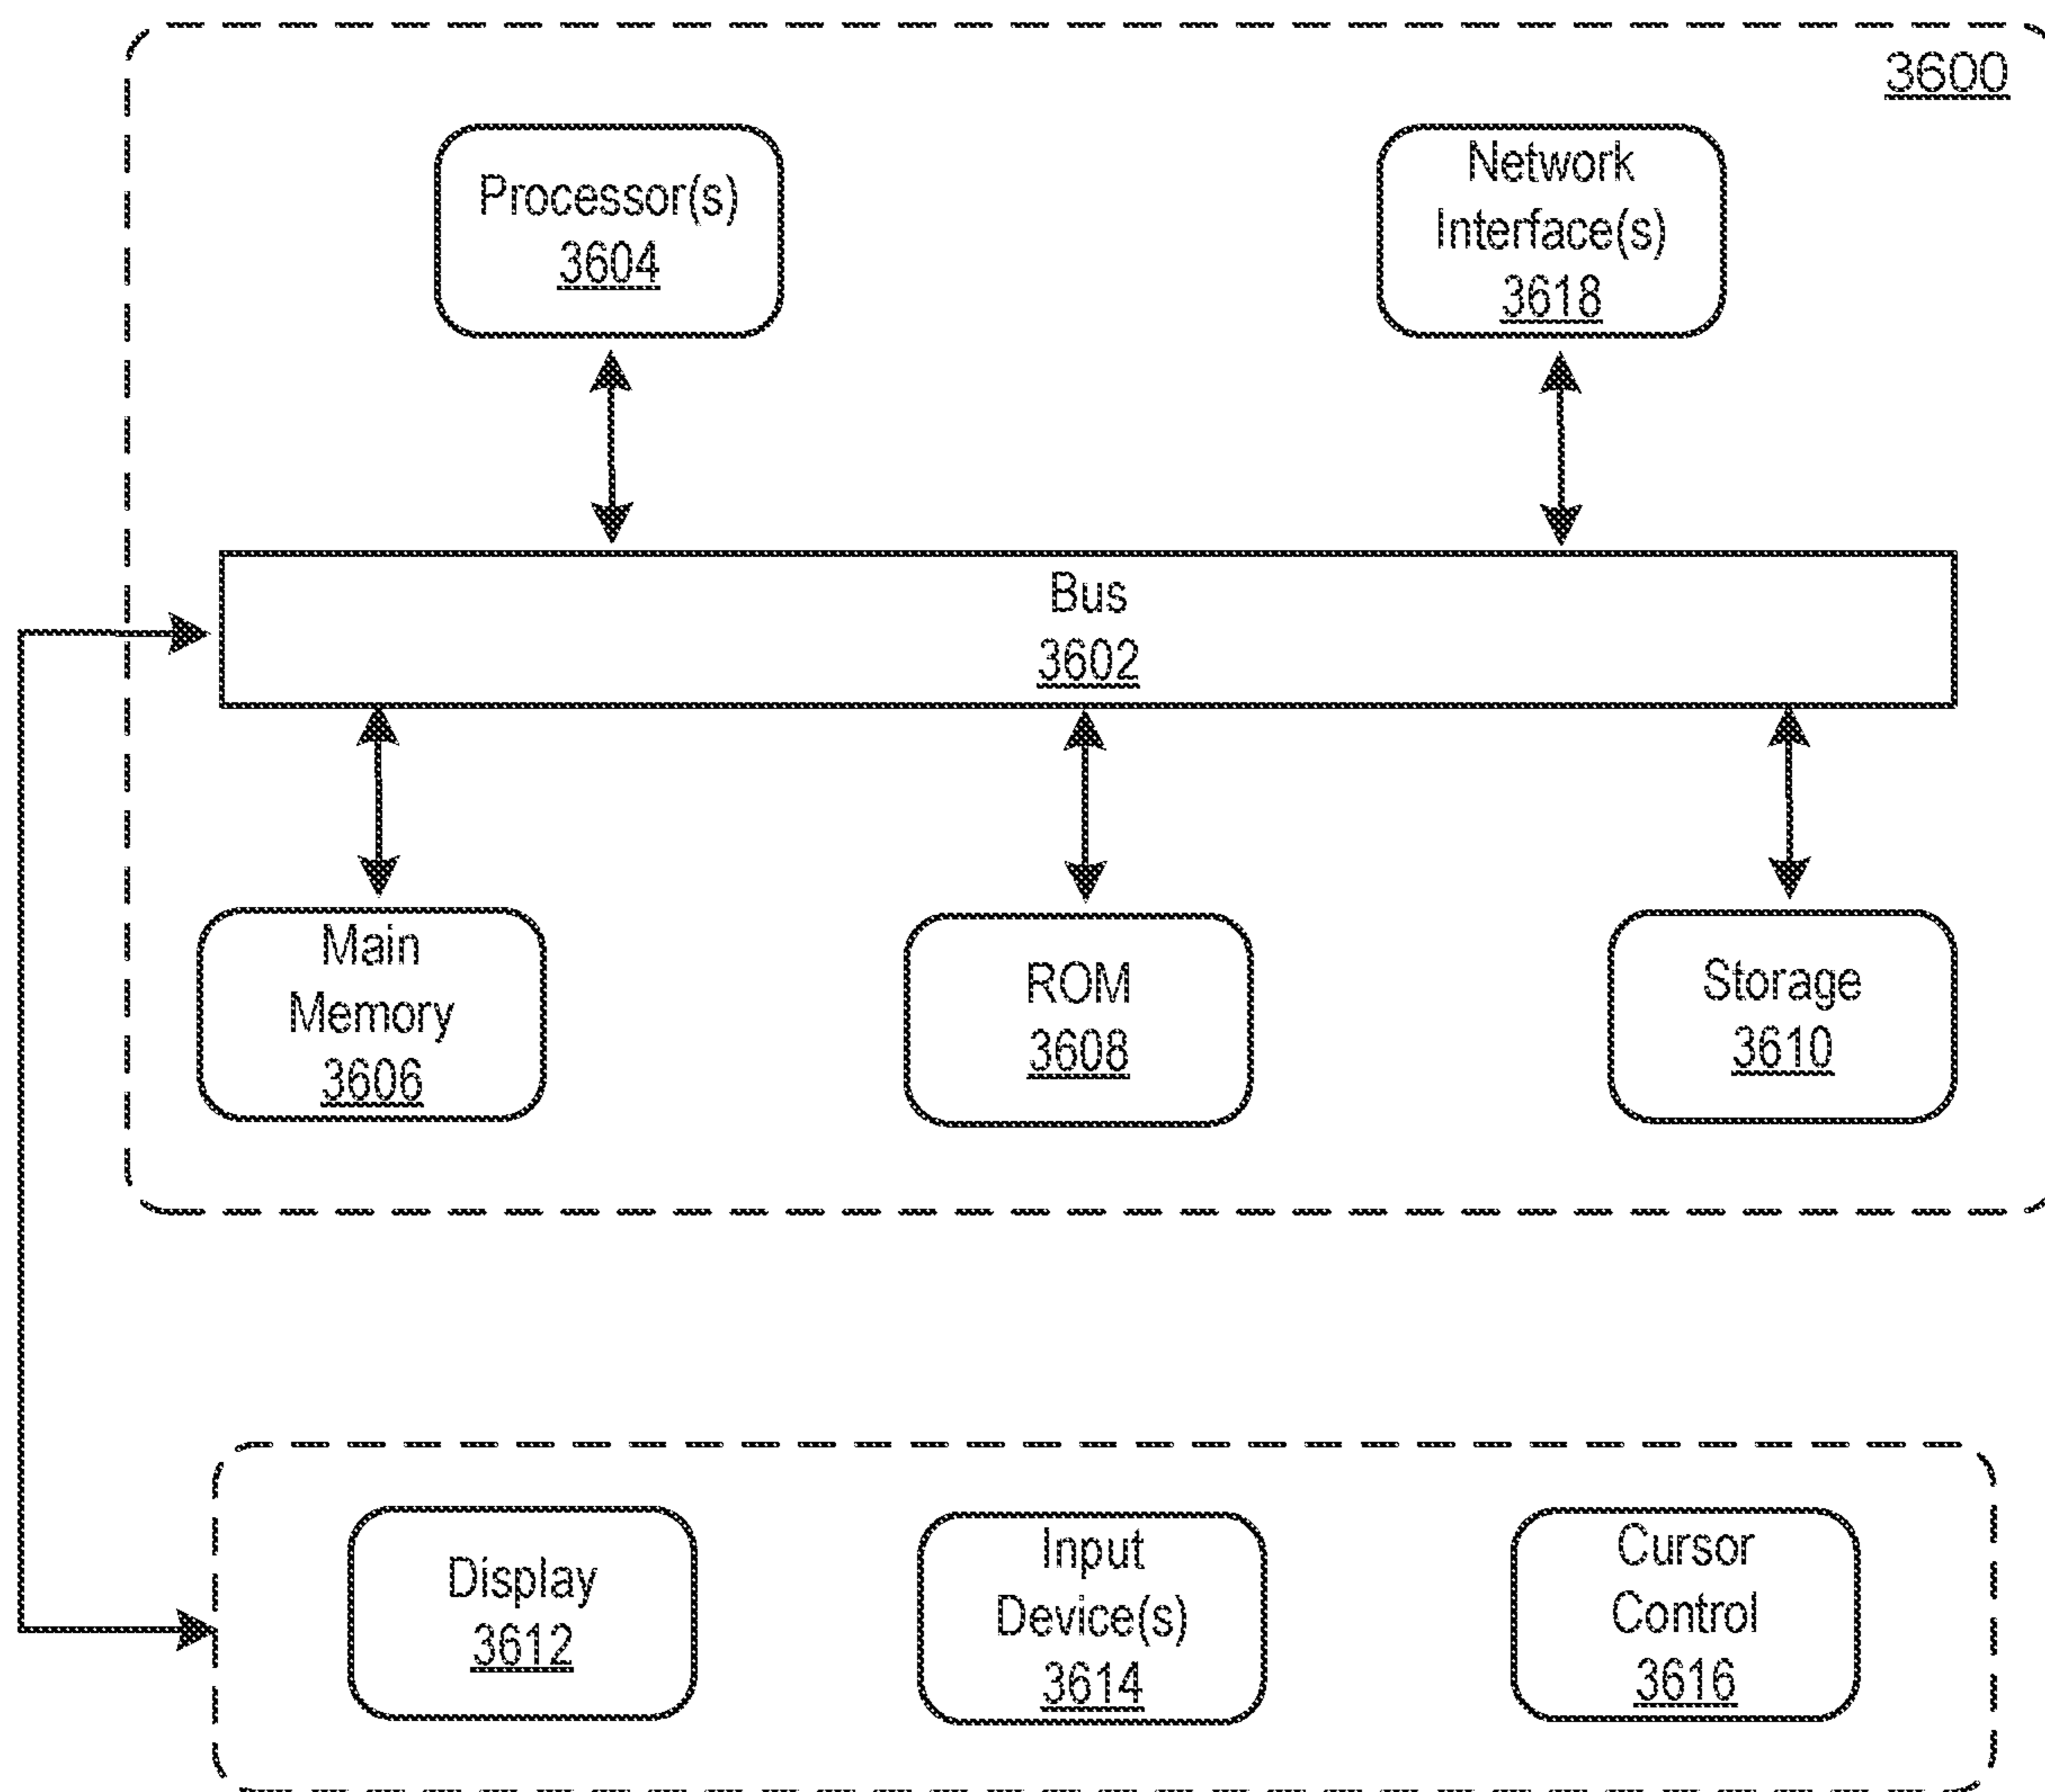 3600
Processor(s)
3604
Network
Interface(s)
3618
Bus
3602
Main
Memory
3606
ROM
3608
Storage
3610
Display
3612
Input
Device(s)
3614
Cursor
Control
3616